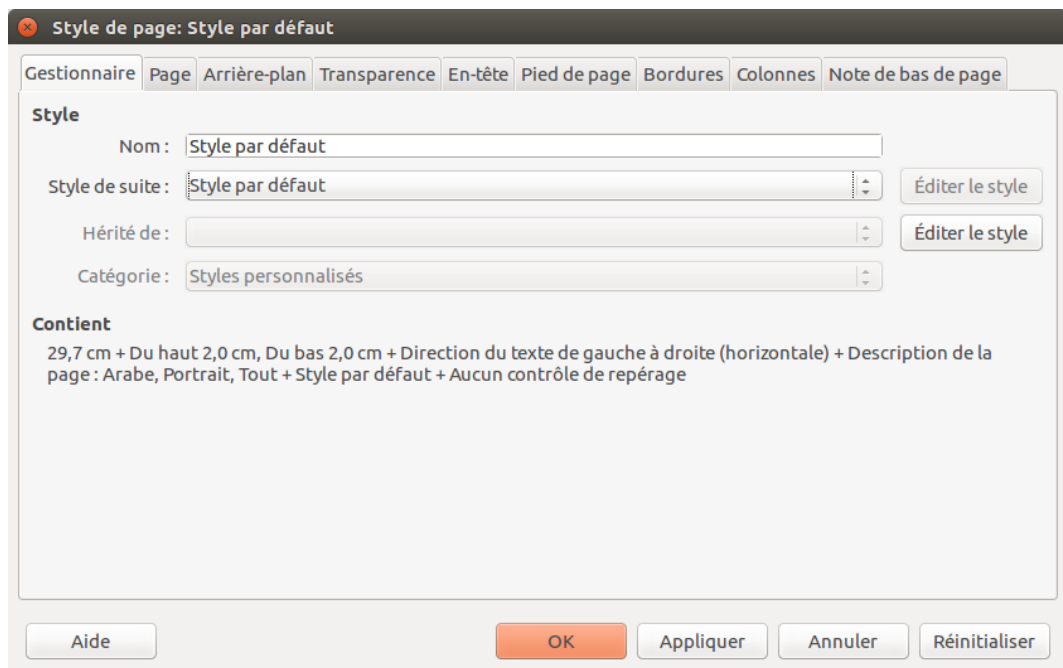 Style de page: Style par défaut
Gestionnaire Page Arrière-plan Transparence En-tête Pied de page Bordures Colonnes Note de bas de page
Style
Nom : Style par défaut
Style de suite : Style par défaut Éditer le style
Hérité de : Éditer le style
Catégorie : Styles personnalisés
Contient
29,7 cm + Du haut 2,0 cm, Du bas 2,0 cm + Direction du texte de gauche à droite (horizontale) + Description de la
page : Arabe, Portrait, Tout + Style par défaut + Aucun contrôle de repérage
Aide OK Appliquer Annuler Réinitialiser